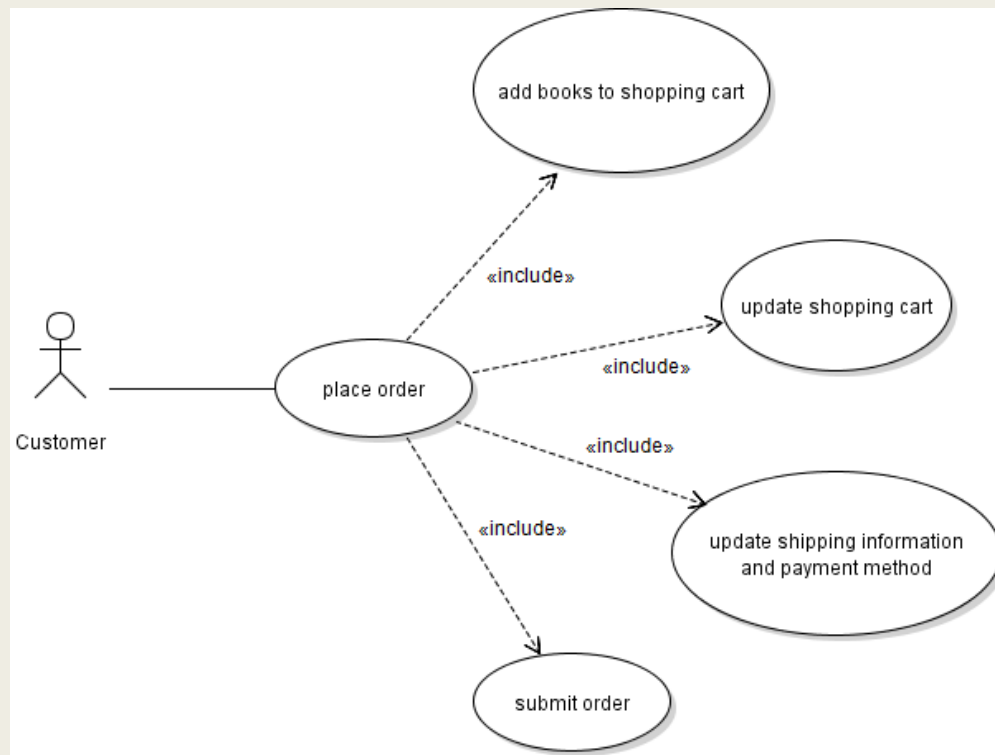 add books to shopping cart
«include»
update shopping cart
«include»
place order
Customer
«include»
update shipping information
and payment method
«include»
submit order